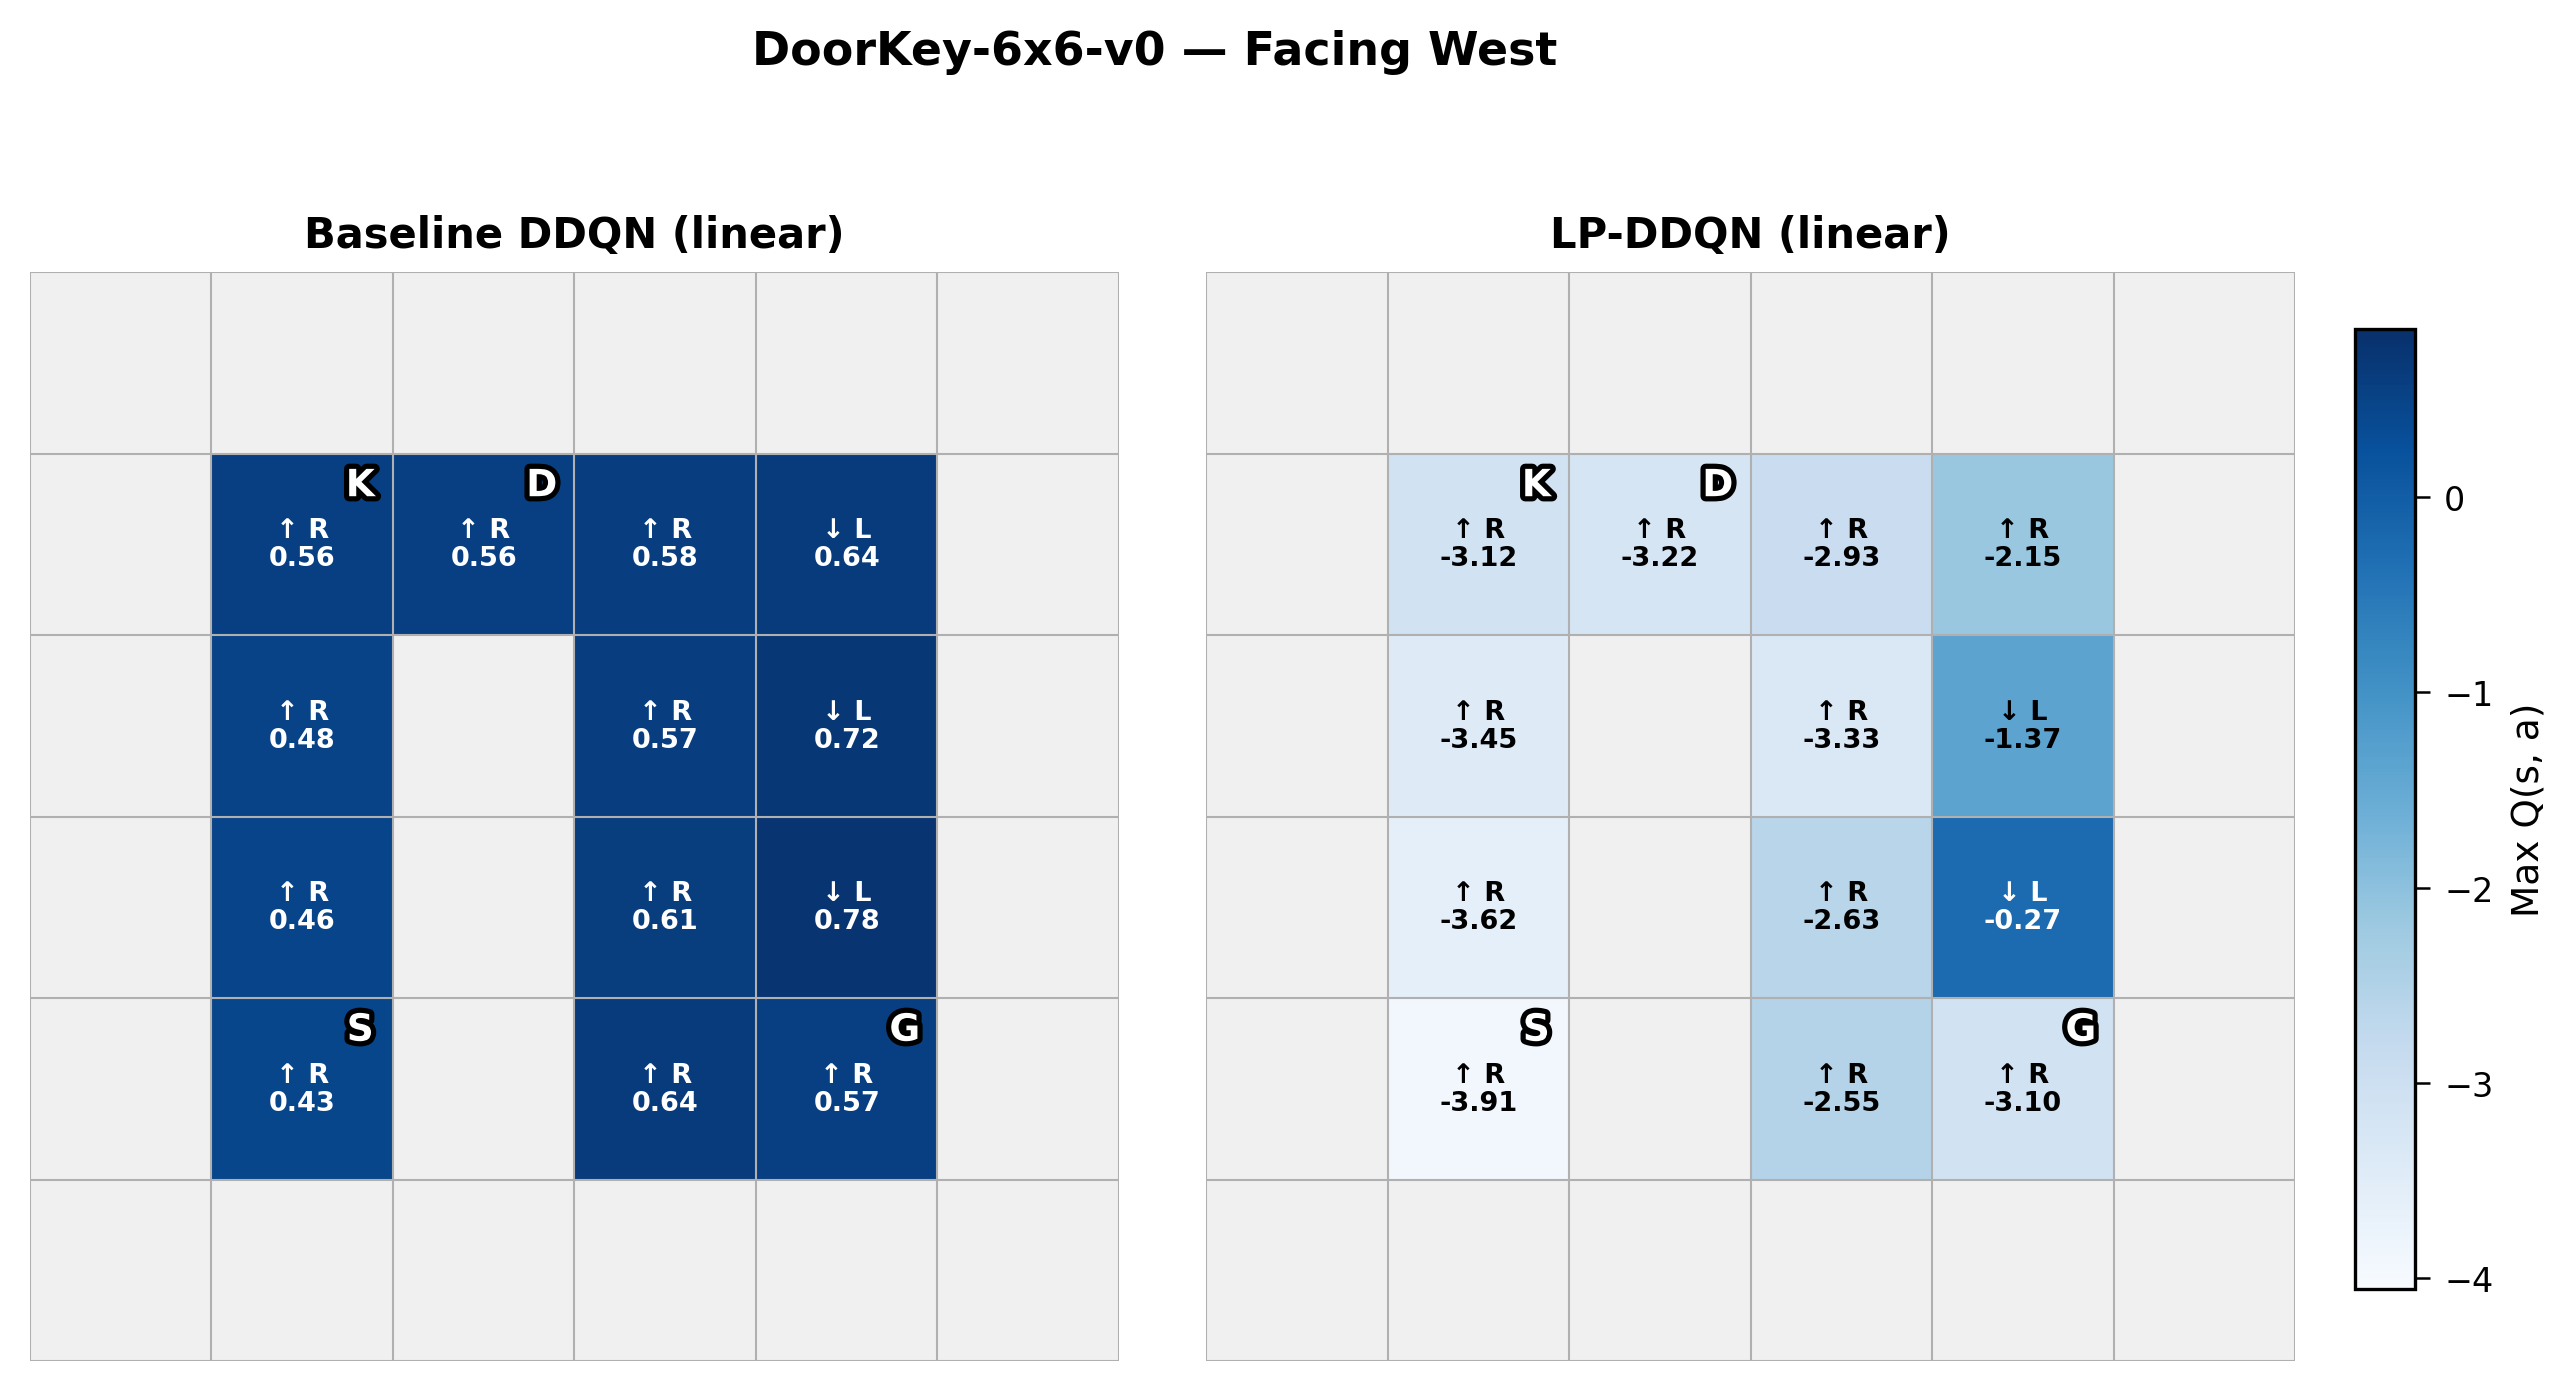 DoorKey-6x6-v0 — Facing West
Baseline DDQN (linear)
K
D
↑ R
0.56
↑ R
0.56
↑ R
0.58
↓ L
0.64
↑ R
0.48
↑ R
0.57
↓ L
0.72
↑ R
0.46
↑ R
0.61
↓ L
0.78
S
G
↑ R
0.43
↑ R
0.64
↑ R
0.57
LP-DDQN (linear)
K
D
↑ R
-3.12
↑ R
-3.22
↑ R
-2.93
↑ R
-2.15
↑ R
-3.45
↑ R
-3.33
↓ L
-1.37
↑ R
-3.62
↑ R
-2.63
↓ L
-0.27
S
G
↑ R
-3.91
↑ R
-2.55
↑ R
-3.10
0
−1
−2
−3
−4
Max Q(s, a)